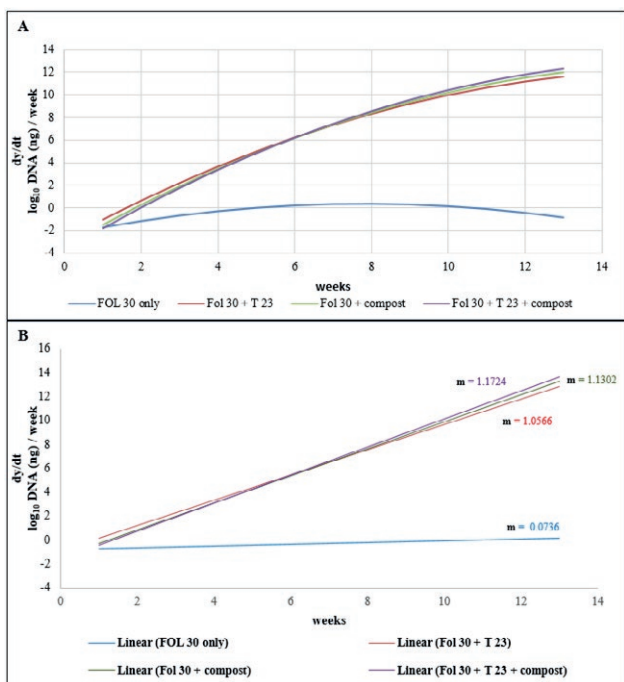 A
dy/dt
log₁₀ DNA (ng) / week
14
12
10
8
6
4
2
0
-2
-4
0 2 4 6 8 10 12 14
weeks
FOL 30 only Fol 30 + T 23 Fol 30 + compost Fol 30 + T 23 + compost
B
dy/dt
log₁₀ DNA (ng) / week
16
14
12
10
8
6
4
2
0
-2
-4
m = 1.1724
m = 1.1302
m = 1.0566
m = 0.0736
0 2 4 6 8 10 12 14
weeks
Linear (FOL 30 only) Linear (Fol 30 + T 23)
Linear (Fol 30 + compost) Linear (Fol 30 + T 23 + compost)